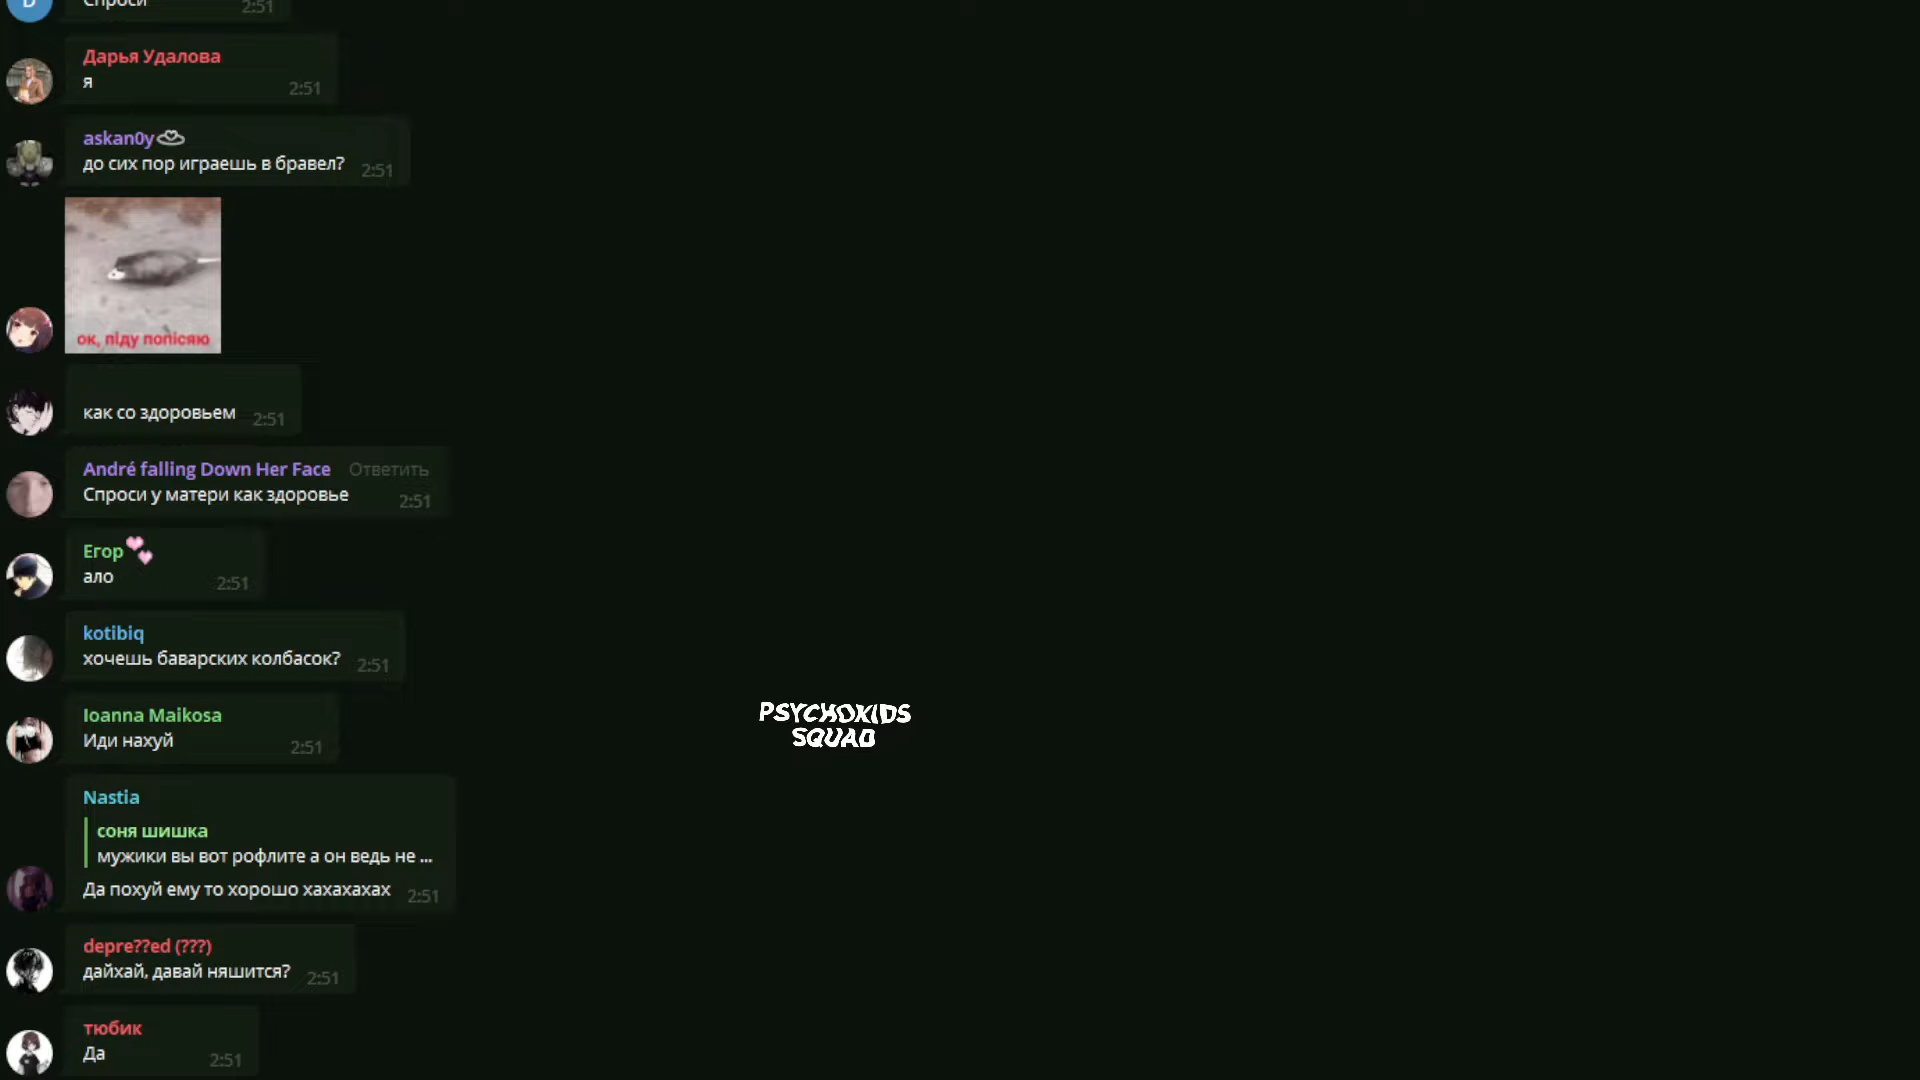 D
Спроси
2:51
Дарья Удалова
я
2:51
askan0y
до сих пор играешь в бравел?
2:51
ок, піду попісяю
как со здоровьем
2:51
André falling Down Her Face
Ответить
Спроси у матери как здоровье
2:51
Егор
ало
2:51
kotibiq
хочешь баварских колбасок?
2:51
Ioanna Maikosa
Иди нахуй
2:51
PSYCHOKIDS
SQUAD
Nastia
соня шишка
мужики вы вот рофлите а он ведь не ...
Да похуй ему то хорошо хахахахах
2:51
depre??ed (???)
дайхай, давай няшится?
2:51
тюбик
Да
2:51